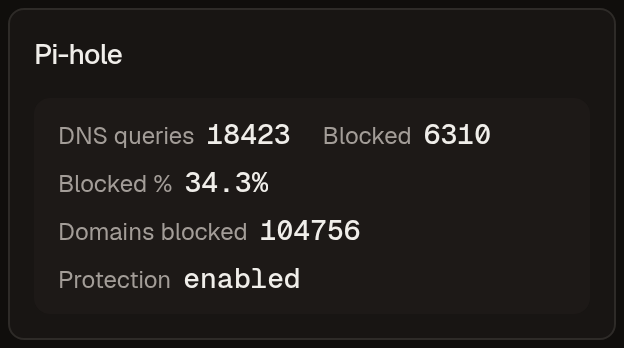 Pi-hole
DNS queries 18423 Blocked 6310
Blocked % 34.3%
Domains blocked 104756
Protection enabled